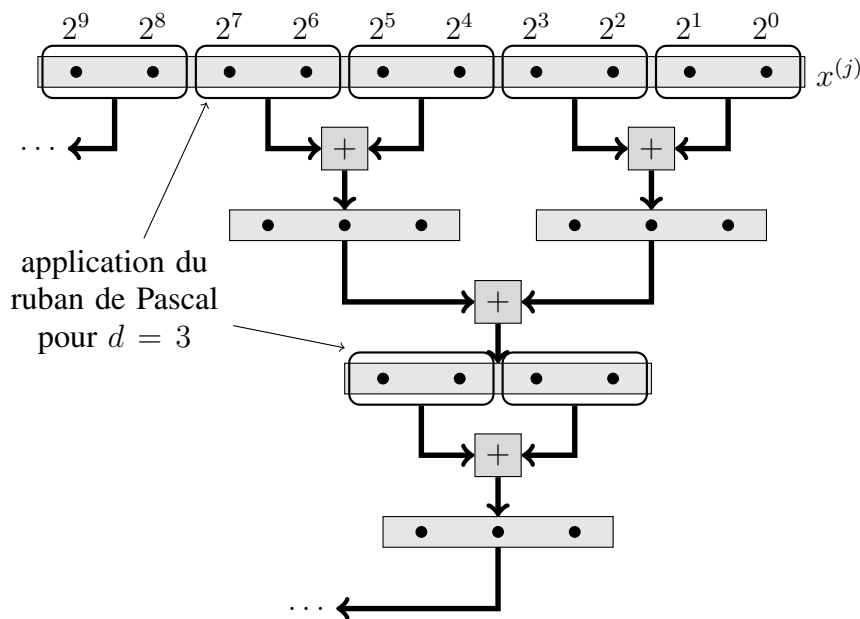 2^9 2^8 2^7 2^6 2^5 2^4 2^3 2^2 2^1 2^0
x^{(j)}
··· + +
application du
ruban de Pascal
pour d = 3
+
+
···